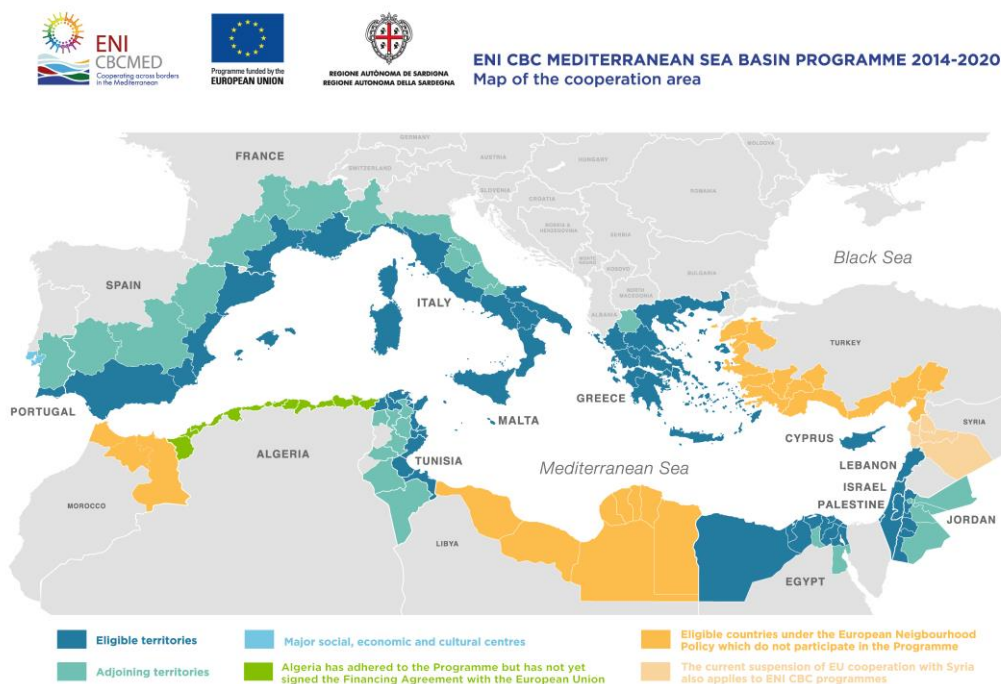 ENI
CBCMED
Cooperating across borders
in the Mediterranean
Programme funded by the
EUROPEAN UNION
REGIONE AUTÒNOMA DE SARDIGNA
REGIONE AUTONOMA DELLA SARDEGNA
ENI CBC MEDITERRANEAN SEA BASIN PROGRAMME 2014-2020
Map of the cooperation area
GERMANY
MOLDOVA
FRANCE
AUSTRIA
HUNGARY
SWITZERLAND
SLOVENIA
ROMANIA
CROATIA
BOSNIA &
HERZEGOVINA
SERBIA
Black Sea
SPAIN
KOSOVO
BULGARIA
ITALY
NORTH
MACEDONIA
ALBANIA
TURKEY
GREECE
PORTUGAL
MALTA
SYRIA
CYPRUS
ALGERIA
TUNISIA
Mediterranean Sea
LEBANON
ISRAEL
PALESTINE
MOROCCO
JORDAN
LIBYA
EGYPT
Eligible territories
Adjoining territories
Major social, economic and cultural centres
Algeria has adhered to the Programme but has not yet
signed the Financing Agreement with the European Union
Eligible countries under the European Neigbourhood
Policy which do not participate in the Programme
The current suspension of EU cooperation with Syria
also applies to ENI CBC programmes